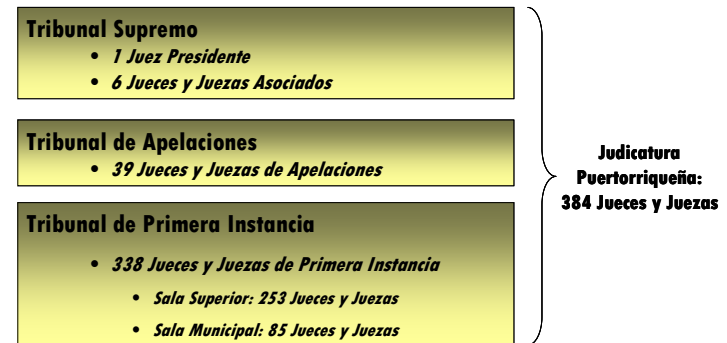 Tribunal Supremo
• 1 Juez Presidente
• 6 Jueces y Juezas Asociados
Tribunal de Apelaciones
• 39 Jueces y Juezas de Apelaciones
Tribunal de Primera Instancia
• 338 Jueces y Juezas de Primera Instancia
• Sala Superior: 253 Jueces y Juezas
• Sala Municipal: 85 Jueces y Juezas
Judicatura
Puertorriqueña:
384 Jueces y Juezas